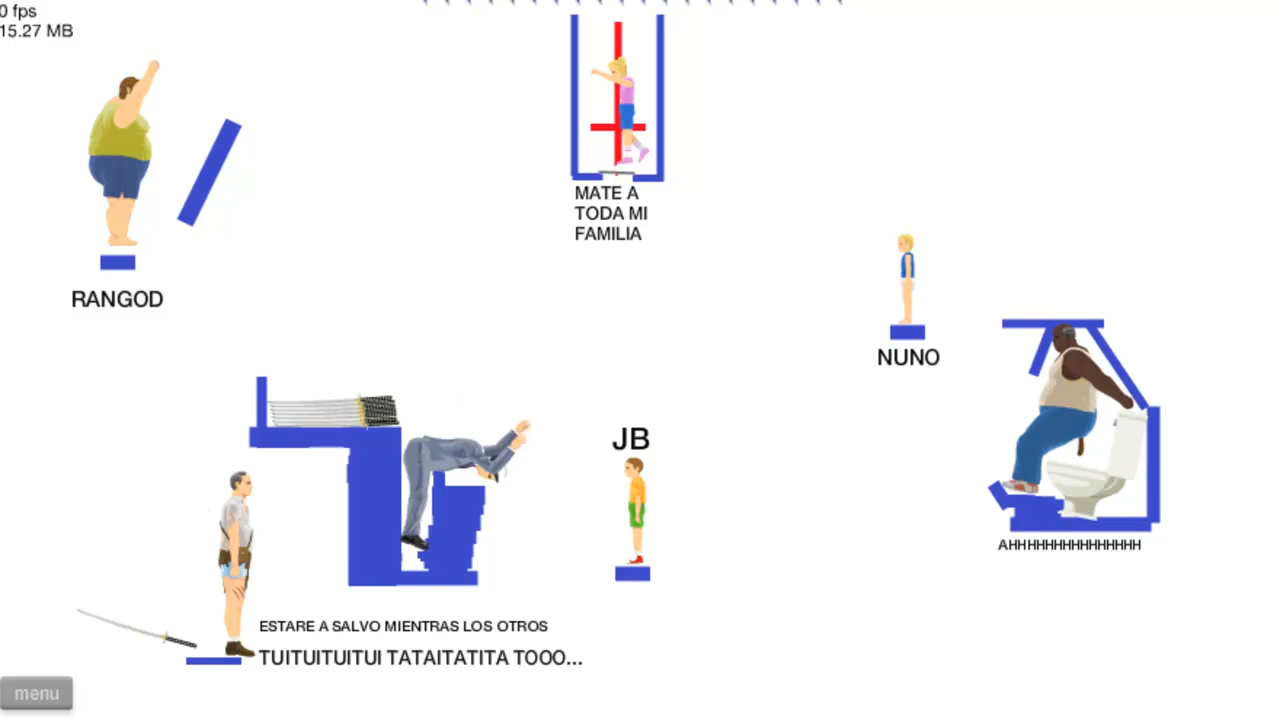 0 fps
15.27 MB
MATE A
TODA MI
FAMILIA
RANGOD
NUNO
JB
AHHHHHHHHHHHHHHH
ESTARE A SALVO MIENTRAS LOS OTROS
TUITUITUITUI TATAITATITA TOOO...
menu